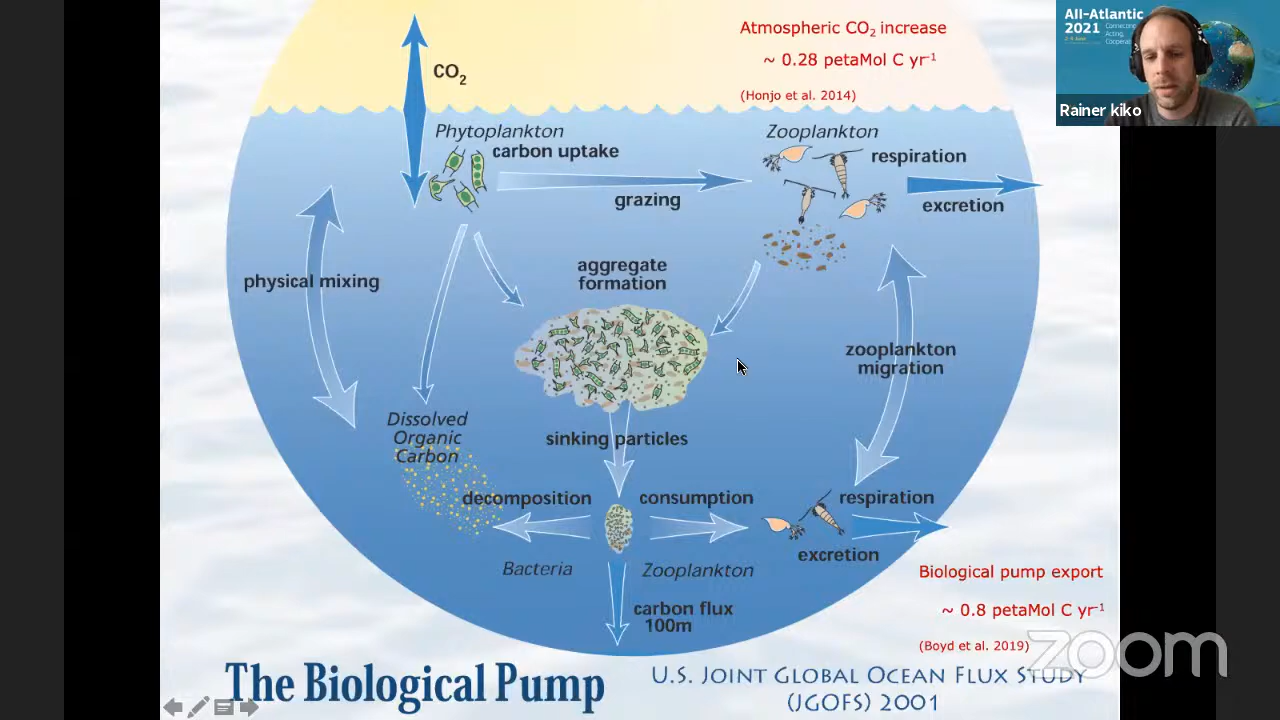 All-Atlantic
2021
Connecting,
Acting,
Atmospheric CO₂ increase
~ 0.28 petaMol C yr⁻¹
(Honjo et al. 2014)
Rainer kiko
CO₂
Phytoplankton
carbon uptake
Zooplankton
respiration
grazing
excretion
physical mixing
aggregate
formation
zooplankton
migration
Dissolved
Organic
Carbon
sinking particles
decomposition
consumption
respiration
excretion
Bacteria
Zooplankton
carbon flux
100m
Biological pump export
~ 0.8 petaMol C yr⁻¹
(Boyd et al. 2019)
zoom
The Biological Pump
U.S. JOINT GLOBAL OCEAN FLUX STUDY
(JGOFS) 2001